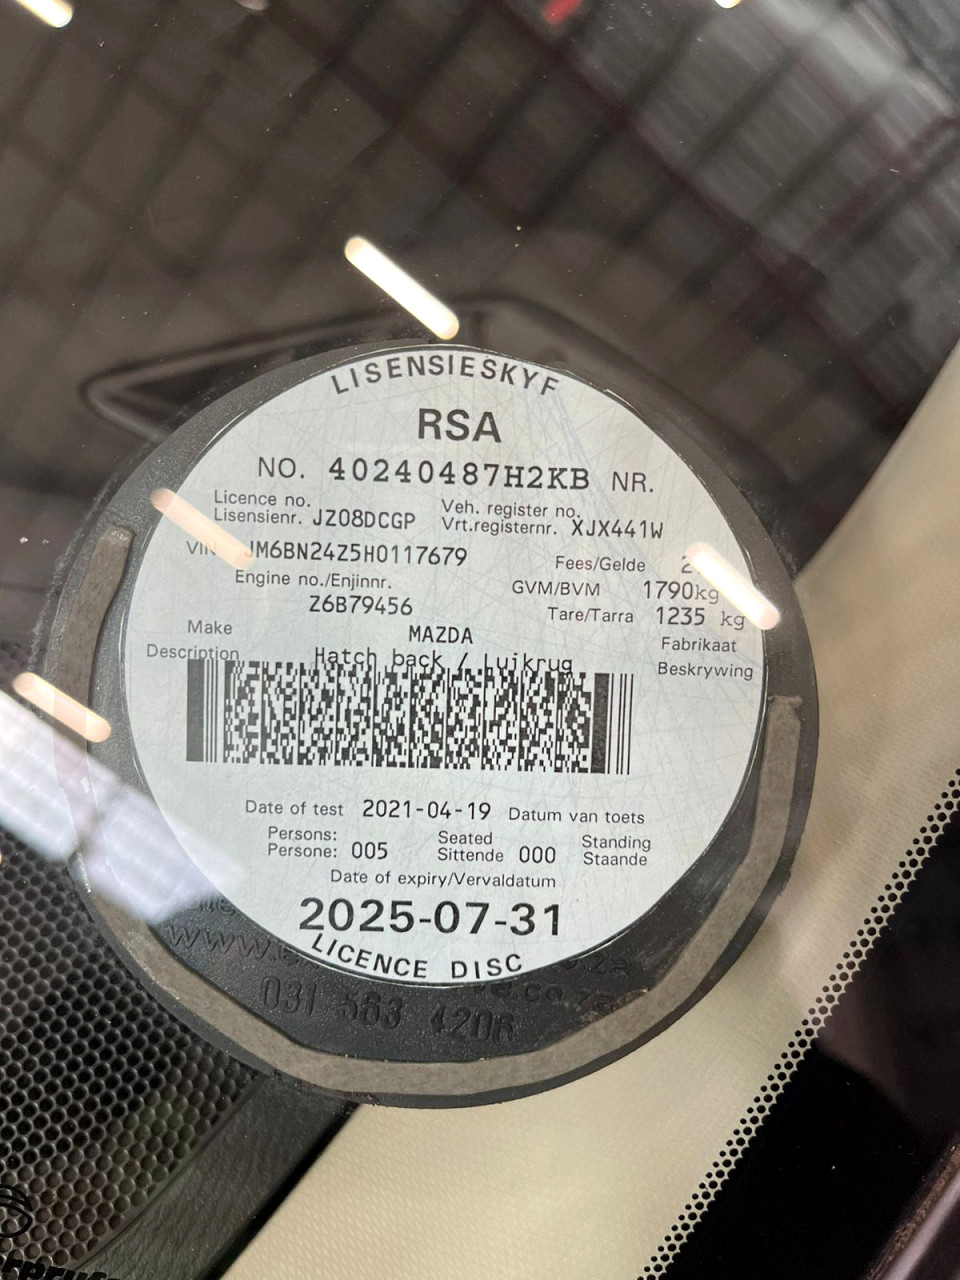 LISENSIESKYF
RSA
NO. 40240487H2KB NR.
Licence no. Veh. register no.
Lisensienr. JZ08DCGP Vrt.registernr. XJX441W
VIN JM6BN24Z5H0117679 Fees/Gelde
Engine no./Enjinnr. GVM/BVM 1790kg
Z6B79456 Tare/Tarra 1235 kg
Make MAZDA Fabrikaat
Description Hatch back / Luikrug Beskrywing
Date of test 2021-04-19 Datum van toets
Persons: Seated Standing
Persone: 005 Sittende 000 Staande
Date of expiry/Vervaldatum
2025-07-31
LICENCE DISC
031 563 4206